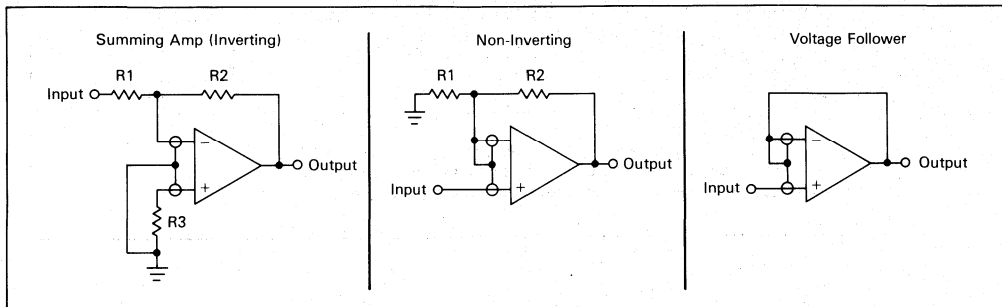 Summing Amp (Inverting)
R1
R2
Input
−
+
Output
R3
Non-Inverting
R1
R2
−
+
Input
Output
Voltage Follower
−
+
Input
Output